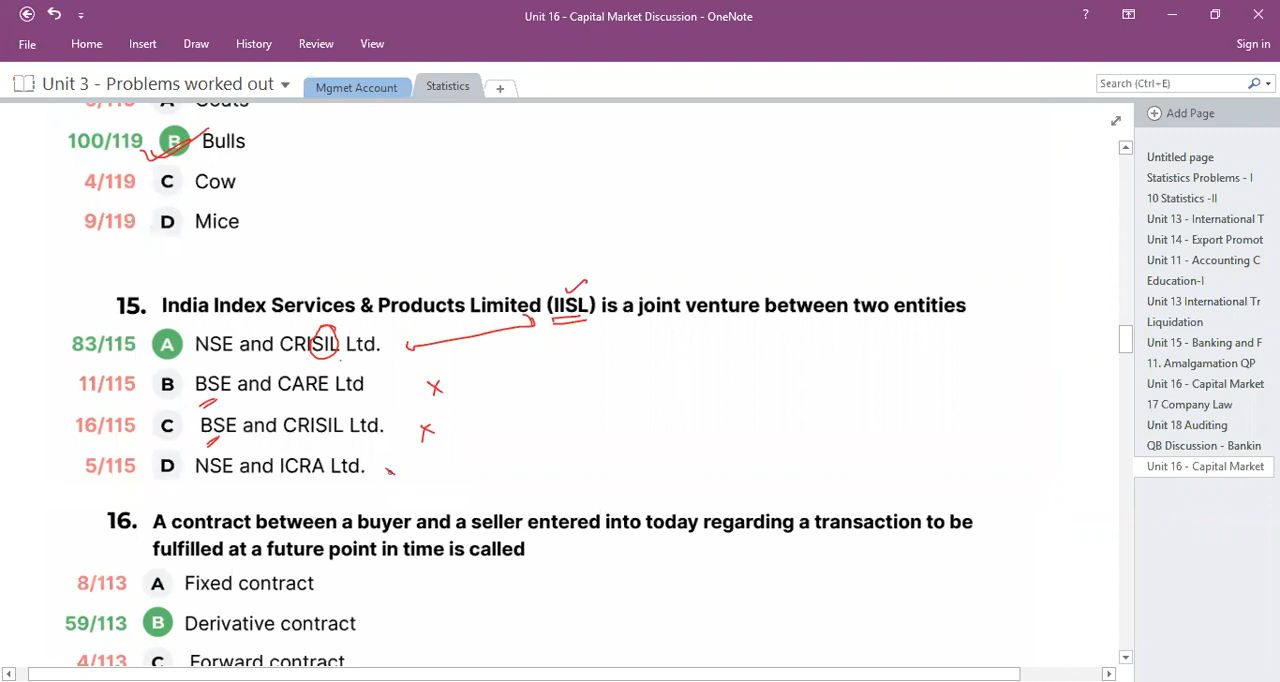 Unit 16 - Capital Market Discussion - OneNote
?
File Home Insert Draw History Review View Sign in
Unit 3 - Problems worked out Mgmet Account Statistics + Search (Ctrl+E)
Add Page
100/119 B Bulls
4/119 C Cow
9/119 D Mice
15. India Index Services & Products Limited (IISL) is a joint venture between two entities
83/115 A NSE and CRISIL Ltd.
11/115 B BSE and CARE Ltd
16/115 C BSE and CRISIL Ltd.
5/115 D NSE and ICRA Ltd.
16. A contract between a buyer and a seller entered into today regarding a transaction to be
fulfilled at a future point in time is called
8/113 A Fixed contract
59/113 B Derivative contract
4/113 C Forward contract
Untitled page
Statistics Problems - I
10 Statistics -II
Unit 13 - International T
Unit 14 - Export Promot
Unit 11 - Accounting C
Education-I
Unit 13 International Tr
Liquidation
Unit 15 - Banking and F
11. Amalgamation QP
Unit 16 - Capital Market
17 Company Law
Unit 18 Auditing
QB Discussion - Bankin
Unit 16 - Capital Market